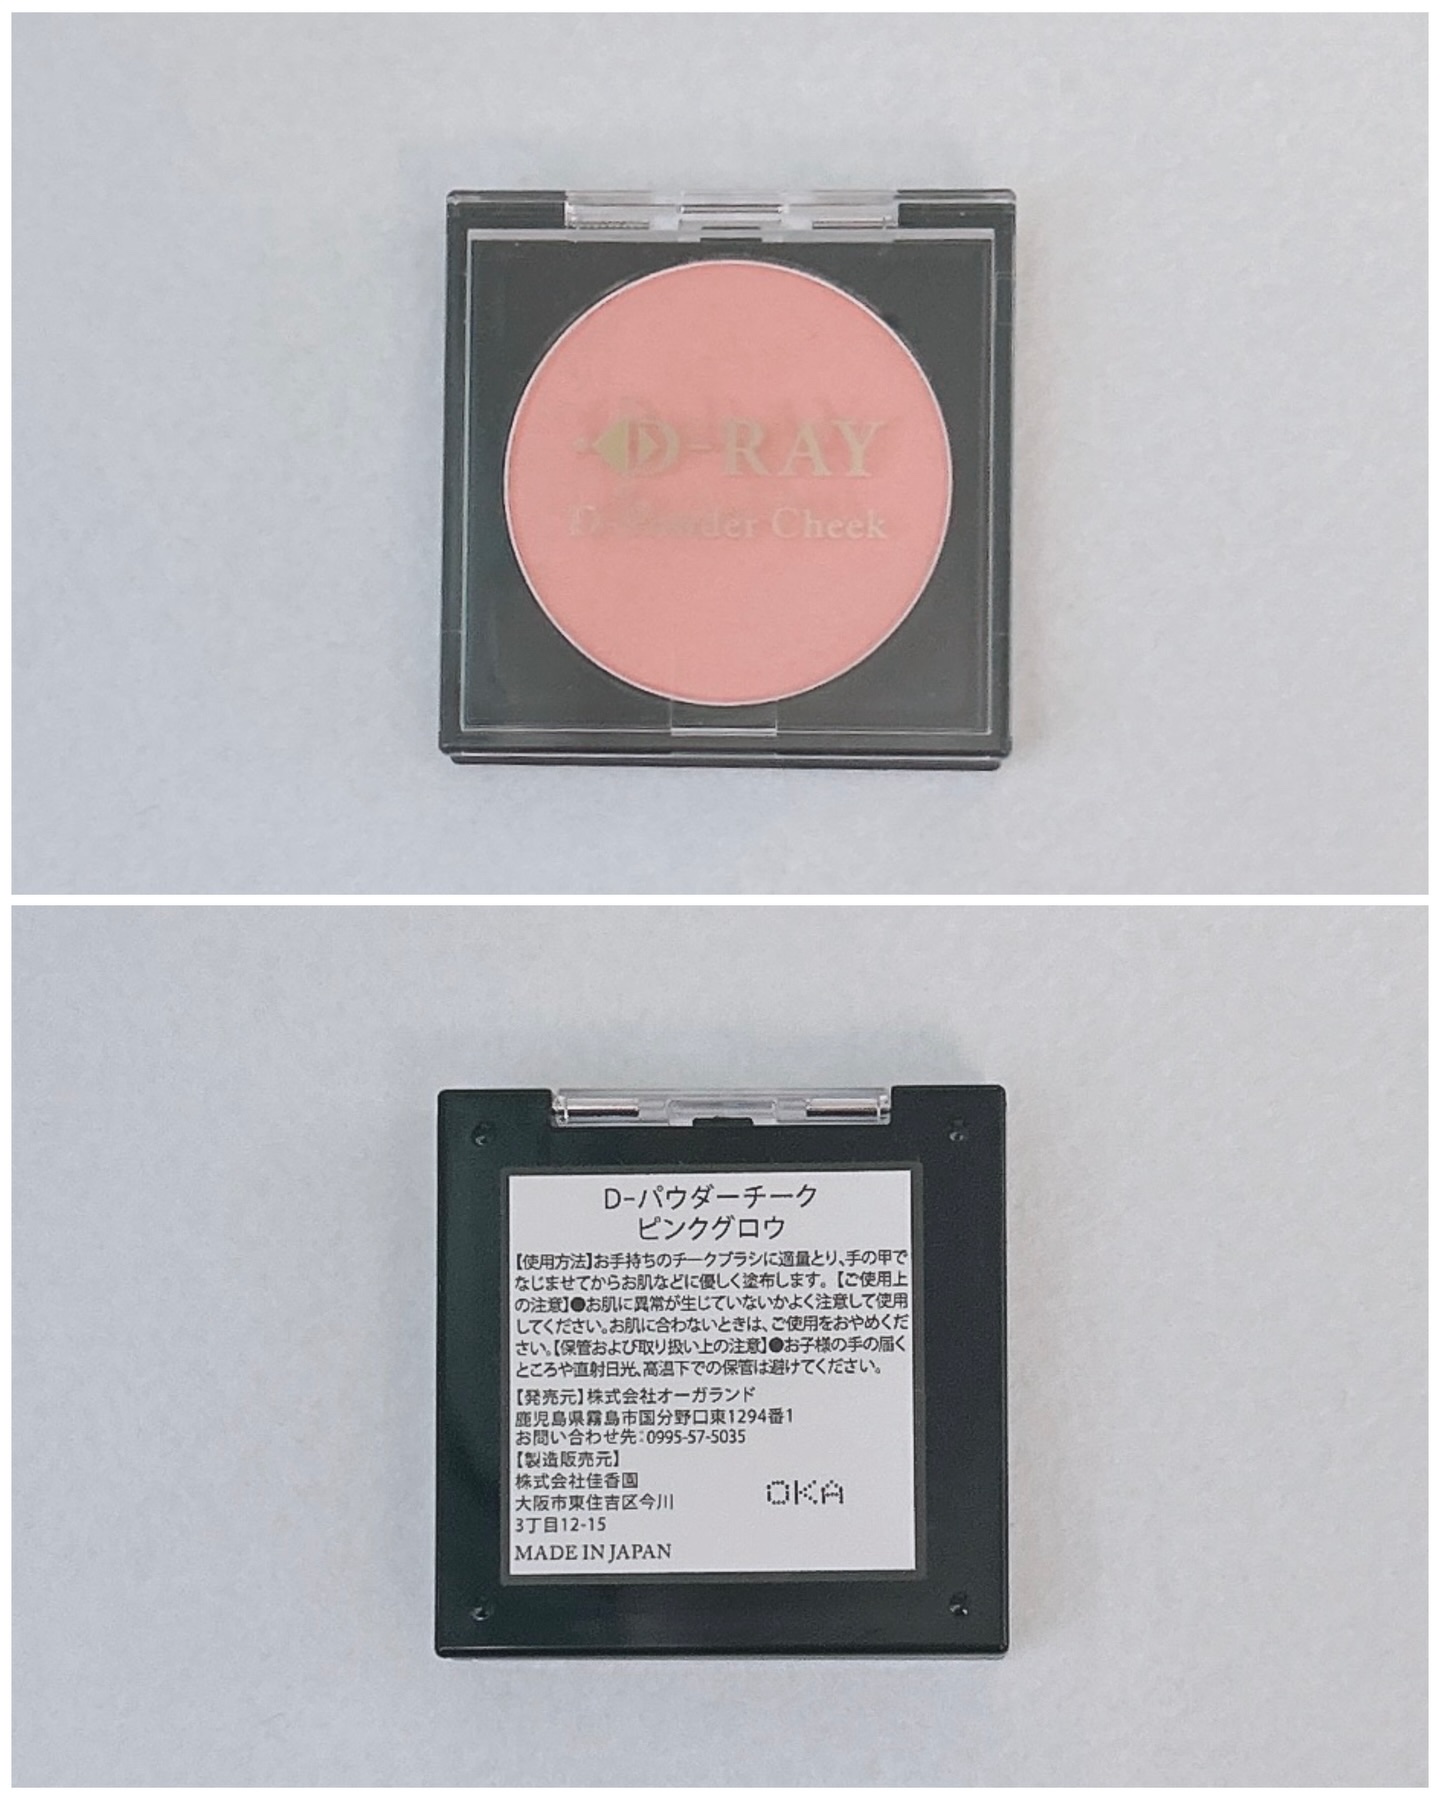 D-RAY
D-Powder Cheek
D-パウダーチーク
ピンクグロウ
【使用方法】お手持ちのチークブラシに適量とり、手の甲で
なじませてからお肌などに優しく塗布します。【ご使用上
の注意】●お肌に異常が生じていないかよく注意して使用
してください。お肌に合わないときは、ご使用をおやめくだ
さい。【保管および取り扱い上の注意】●お子様の手の届く
ところや直射日光、高温下での保管は避けてください。
【発売元】株式会社オーガランド
鹿児島県霧島市国分野口東1294番1
お問い合わせ先:0995-57-5035
【製造販売元】
株式会社佳香園
大阪市東住吉区今川
3丁目12-15
OKA
MADE IN JAPAN